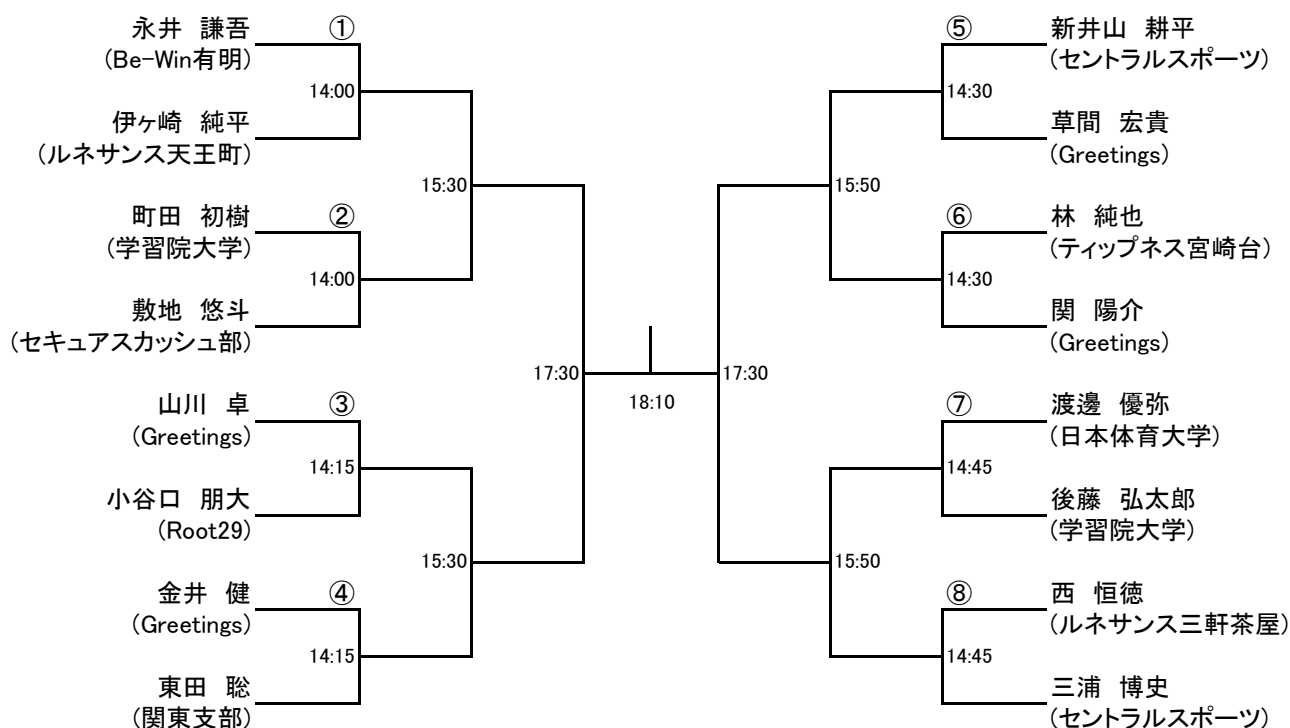 永井 謙吾 ①
(Be-Win有明)
14:00
伊ヶ崎 純平
(ルネサンス天王町)
15:30
町田 初樹 ②
(学習院大学)
14:00
敷地 悠斗
(セキュアスカッシュ部)
17:30
山川 卓 ③
(Greetings)
14:15
小谷口 朋大
(Root29)
15:30
金井 健 ④
(Greetings)
14:15
東田 聡
(関東支部)
18:10
⑤ 新井山 耕平
(セントラルスポーツ)
14:30
草間 宏貴
(Greetings)
15:50
⑥ 林 純也
(ティップネス宮崎台)
14:30
関 陽介
(Greetings)
17:30
⑦ 渡邊 優弥
(日本体育大学)
14:45
後藤 弘太郎
(学習院大学)
15:50
⑧ 西 恒徳
(ルネサンス三軒茶屋)
14:45
三浦 博史
(セントラルスポーツ)